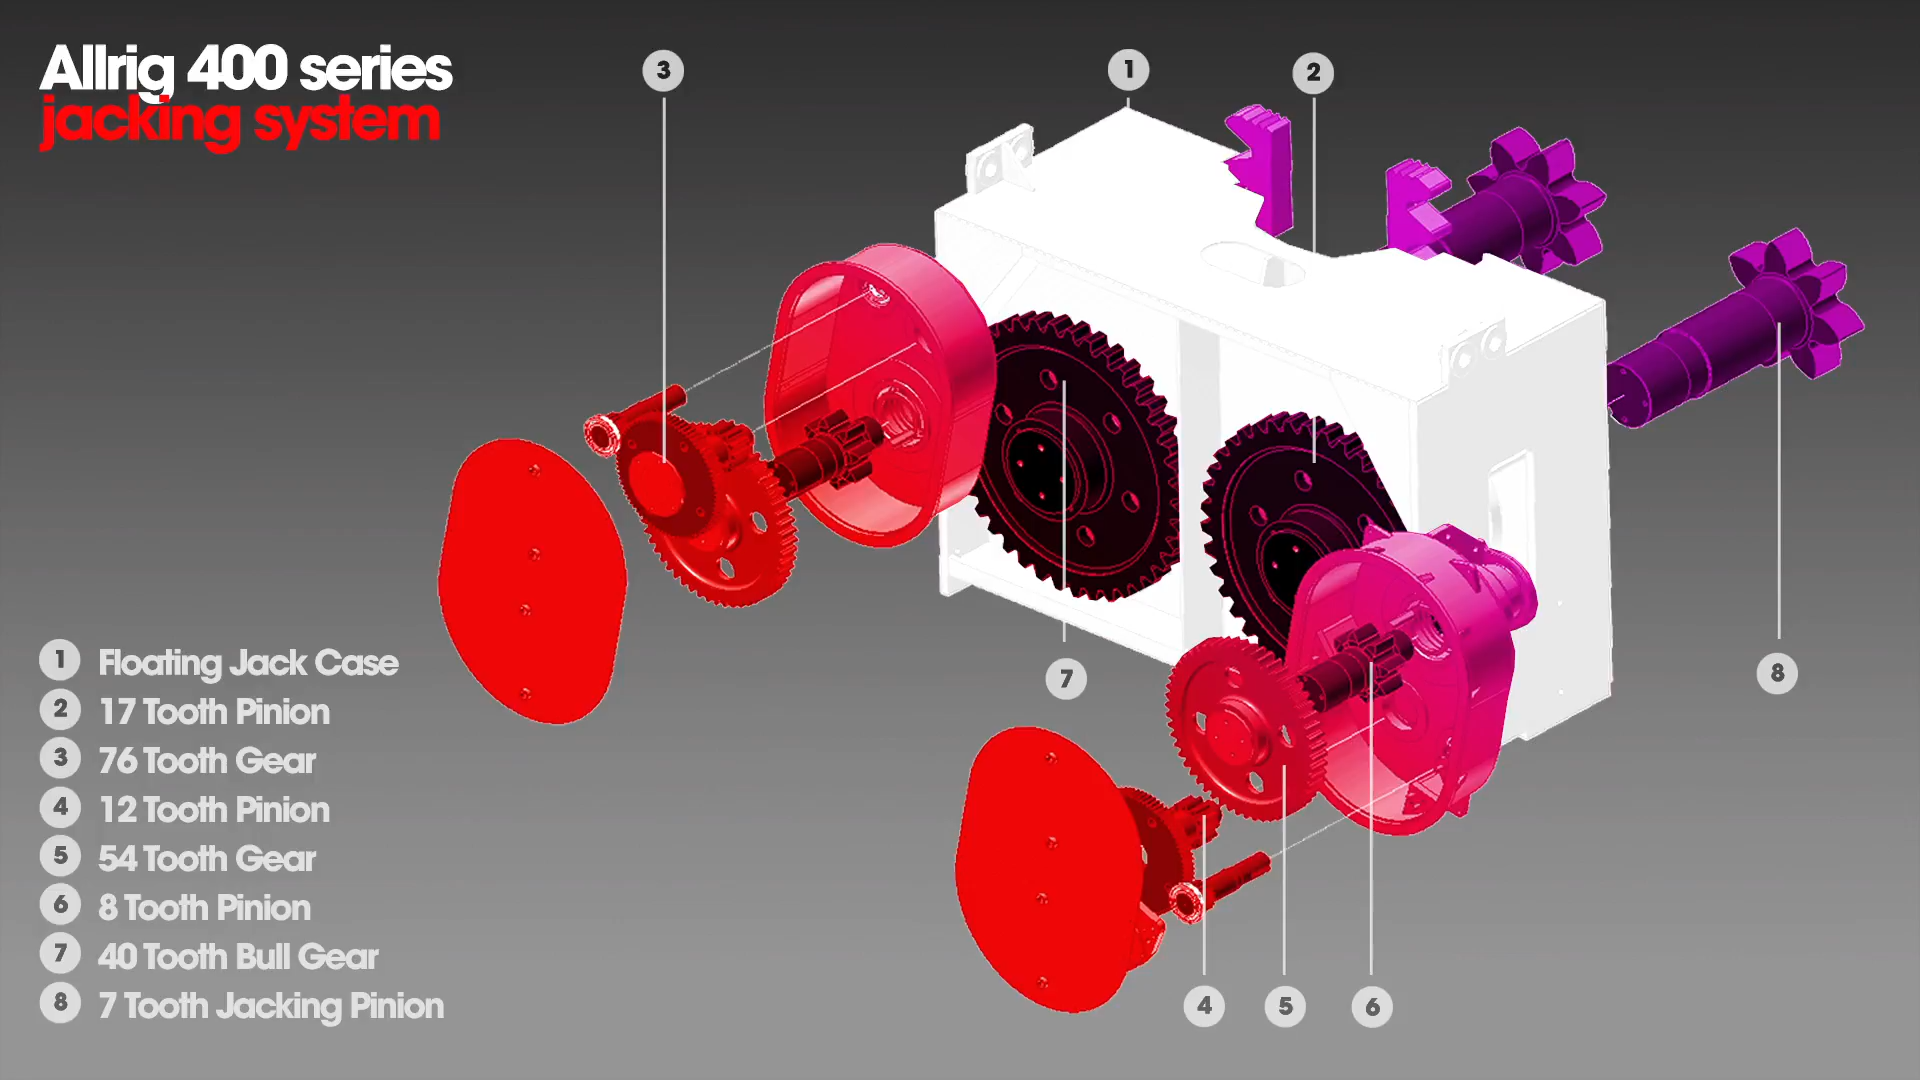 Allrig 400 series
jacking system
3
1
2
1 Floating Jack Case
2 17 Tooth Pinion
3 76 Tooth Gear
4 12 Tooth Pinion
5 54 Tooth Gear
6 8 Tooth Pinion
7 40 Tooth Bull Gear
8 7 Tooth Jacking Pinion
7
8
4
5
6